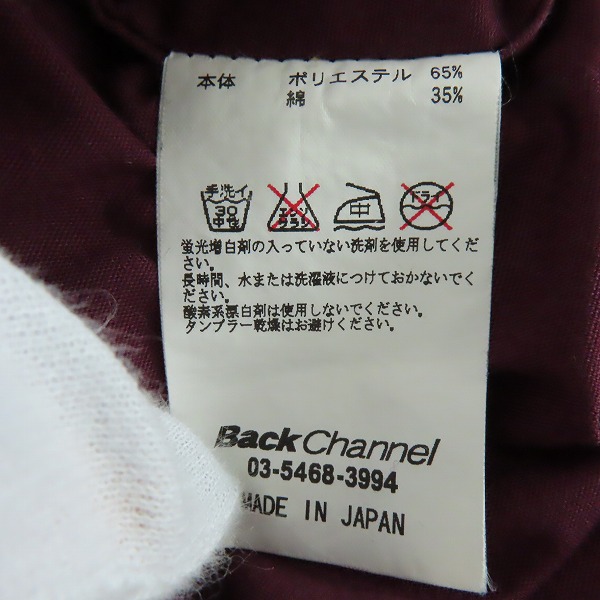 本体 ポリエステル 65%
綿 35%
手洗イ
30
中性
エンソ
サラシ
中
ドライ
蛍光増白剤の入っていない洗剤を使用してくだ
さい。
長時間、水または洗濯液につけておかないでく
ださい。
酸素系漂白剤は使用しないでください。
タンブラー乾燥はお避けください。
Back Channel
03-5468-3994
MADE IN JAPAN